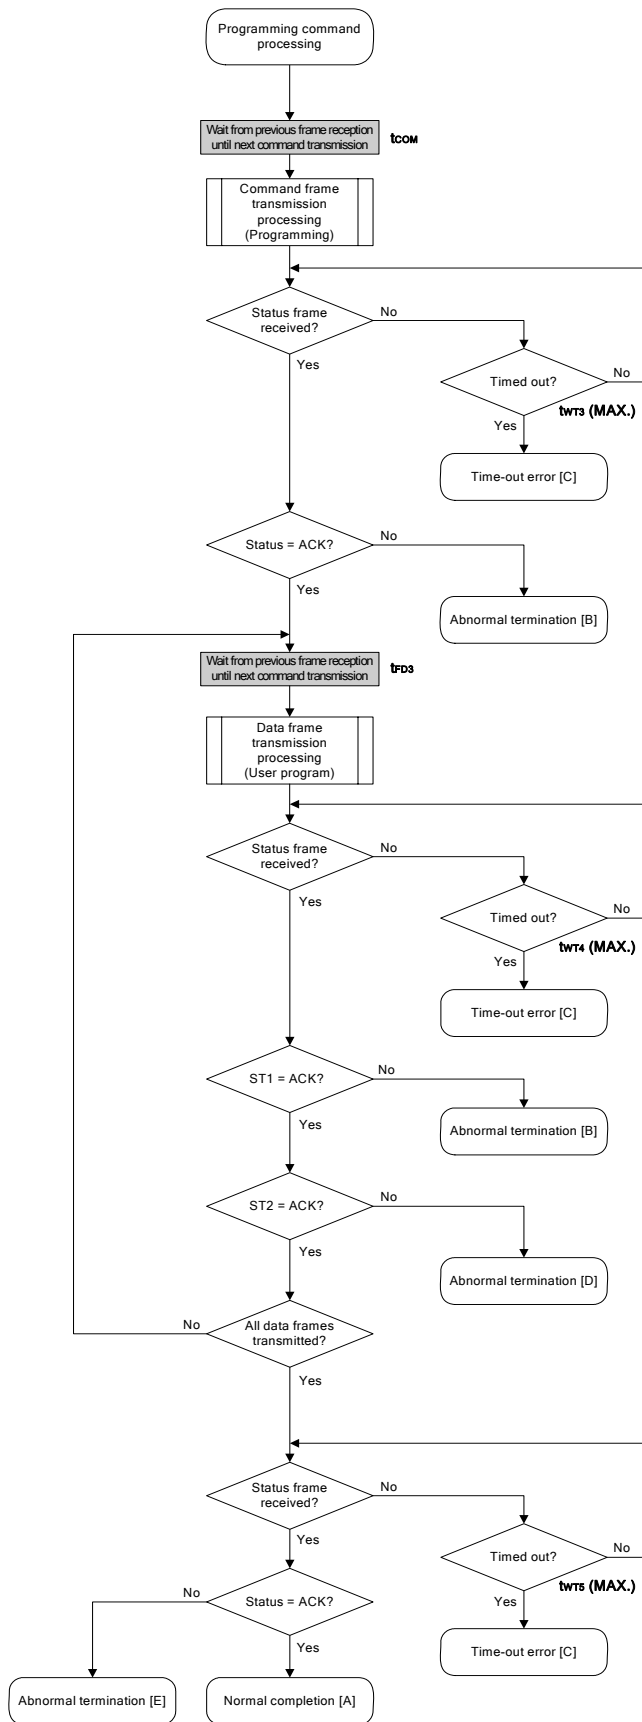 Programming command
processing
Wait from previous frame reception
until next command transmission
tCOM
Command frame
transmission
processing
(Programming)
Status frame
received?
No
Yes
Timed out?
No
tWT3 (MAX.)
Yes
Time-out error [C]
Status = ACK?
No
Yes
Abnormal termination [B]
Wait from previous frame reception
until next command transmission
tFD3
Data frame
transmission
processing
(User program)
Status frame
received?
No
Yes
Timed out?
No
tWT4 (MAX.)
Yes
Time-out error [C]
ST1 = ACK?
No
Yes
Abnormal termination [B]
ST2 = ACK?
No
Yes
Abnormal termination [D]
All data frames
transmitted?
No
Yes
Status frame
received?
No
Yes
Timed out?
No
tWT5 (MAX.)
Yes
Time-out error [C]
Status = ACK?
No
Yes
Abnormal termination [E]
Normal completion [A]